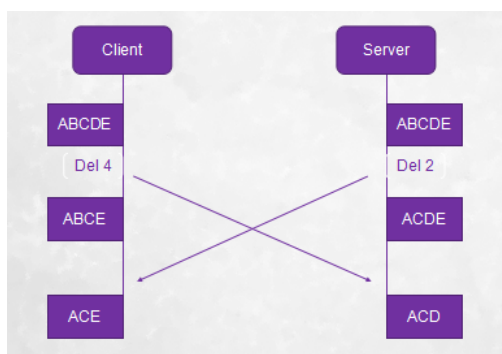 Client Server
ABCDE ABCDE
Del 4 Del 2
ABCE ACDE
ACE ACD